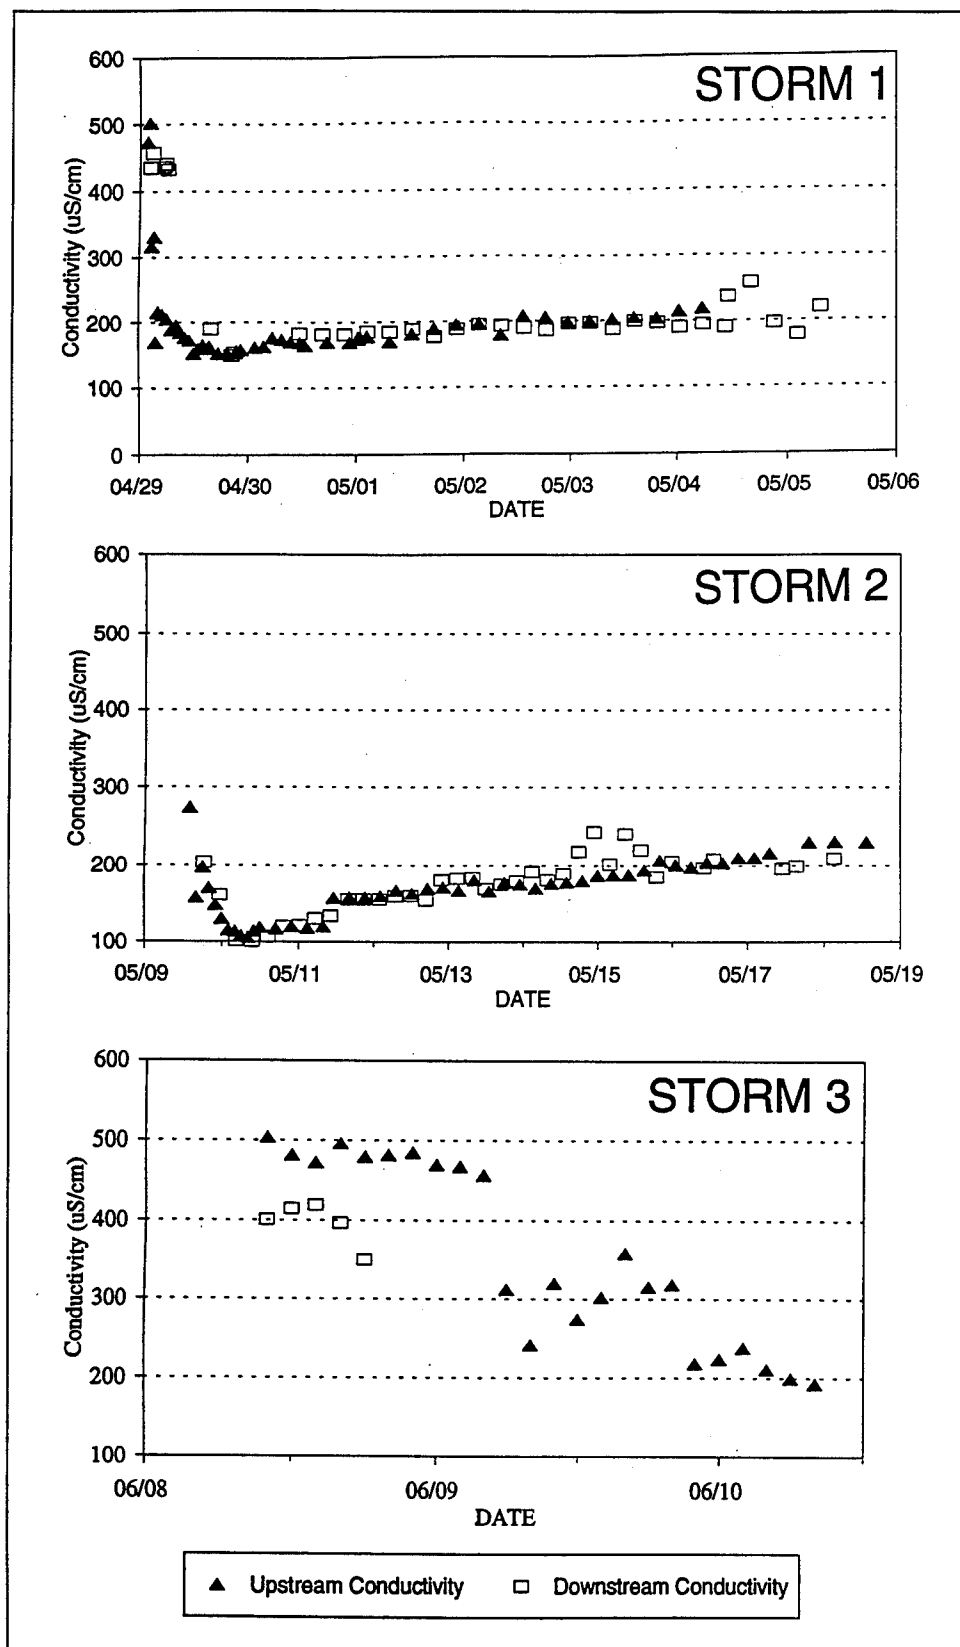 STORM 1
600
500
400
300
200
100
0
Conductivity (uS/cm)
04/29 04/30 05/01 05/02 05/03 05/04 05/05 05/06
DATE
STORM 2
600
500
400
300
200
100
Conductivity (uS/cm)
05/09 05/11 05/13 05/15 05/17 05/19
DATE
STORM 3
600
500
400
300
200
100
Conductivity (uS/cm)
06/08 06/09 06/10
DATE
Upstream Conductivity Downstream Conductivity